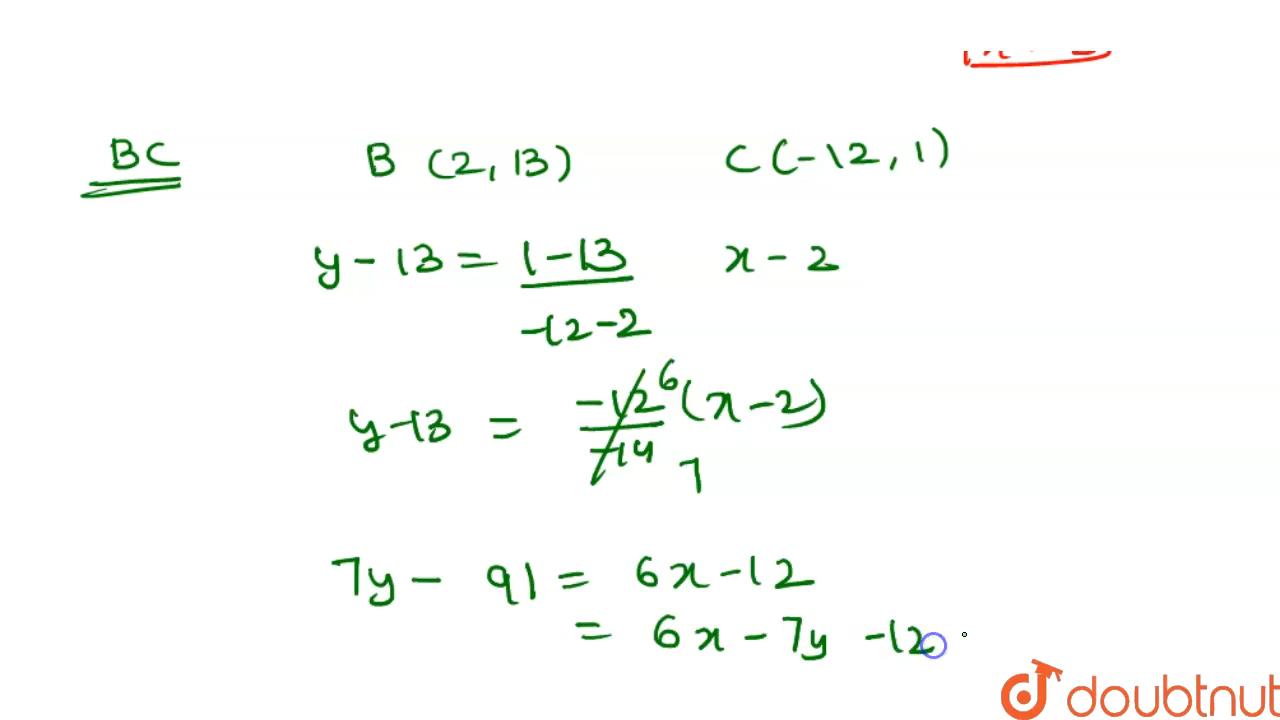 BC B (2, 13) C (-12, 1)
y - 13 = 1 - 13 x - 2
-12 - 2
y - 13 = -12 6 (x - 2)
-14 7
7y - 91 = 6x - 12
= 6x - 7y - 12
doubtnut